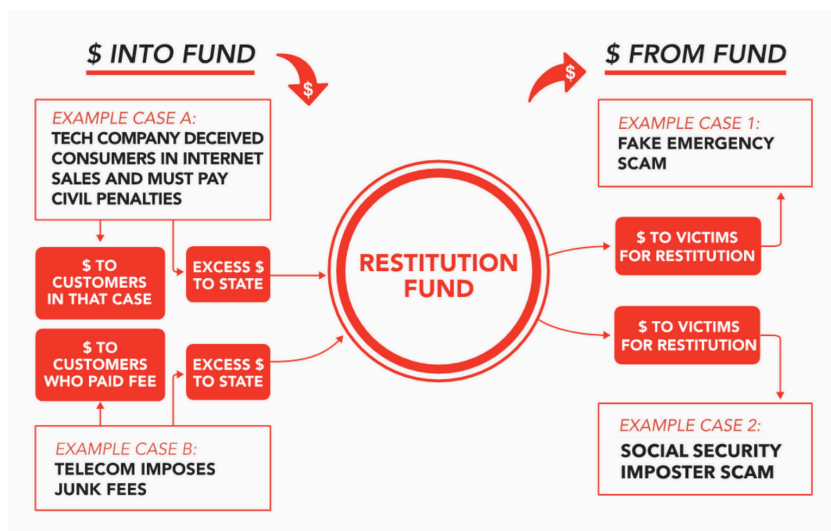 $ INTO FUND
$
EXAMPLE CASE A:
TECH COMPANY DECEIVED
CONSUMERS IN INTERNET
SALES AND MUST PAY
CIVIL PENALTIES
$ TO
CUSTOMERS
IN THAT CASE
EXCESS $
TO STATE
$ TO
CUSTOMERS
WHO PAID FEE
EXCESS $
TO STATE
EXAMPLE CASE B:
TELECOM IMPOSES
JUNK FEES
RESTITUTION
FUND
$
$ FROM FUND
EXAMPLE CASE 1:
FAKE EMERGENCY
SCAM
$ TO VICTIMS
FOR RESTITUTION
$ TO VICTIMS
FOR RESTITUTION
EXAMPLE CASE 2:
SOCIAL SECURITY
IMPOSTER SCAM